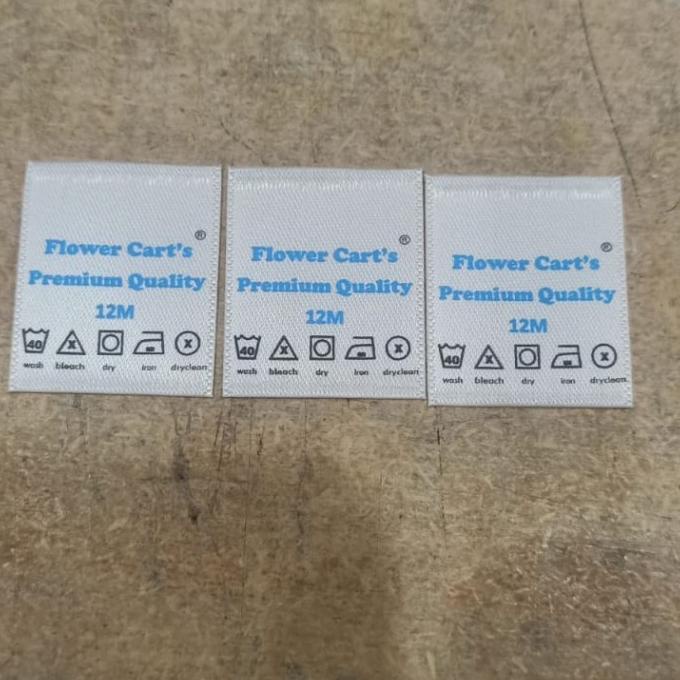 ®
Flower Cart's
Premium Quality
12M
40 X X
wash bleach dry iron dryclean
®
Flower Cart's
Premium Quality
12M
40 X X
wash bleach dry iron dryclean
®
Flower Cart's
Premium Quality
12M
40 X X
wash bleach dry iron dryclean